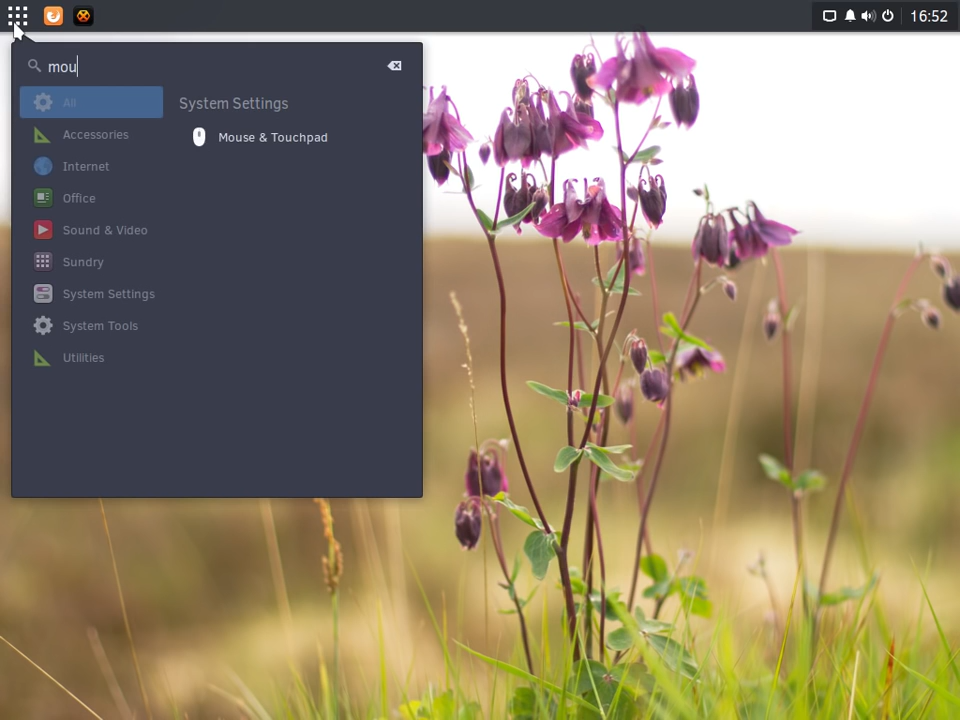 16:52
mou
All
System Settings
Accessories
Mouse & Touchpad
Internet
Office
Sound & Video
Sundry
System Settings
System Tools
Utilities